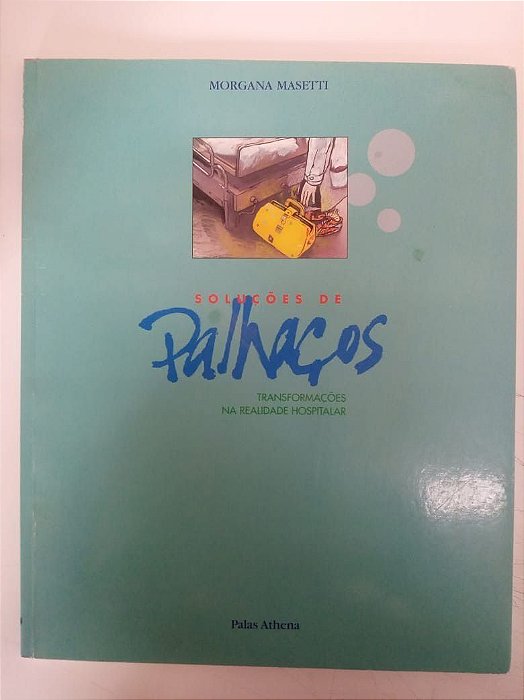 MORGANA MASETTI
SOLUÇÕES DE
Palhaços
TRANSFORMAÇÕES
NA REALIDADE HOSPITALAR
Palas Athena